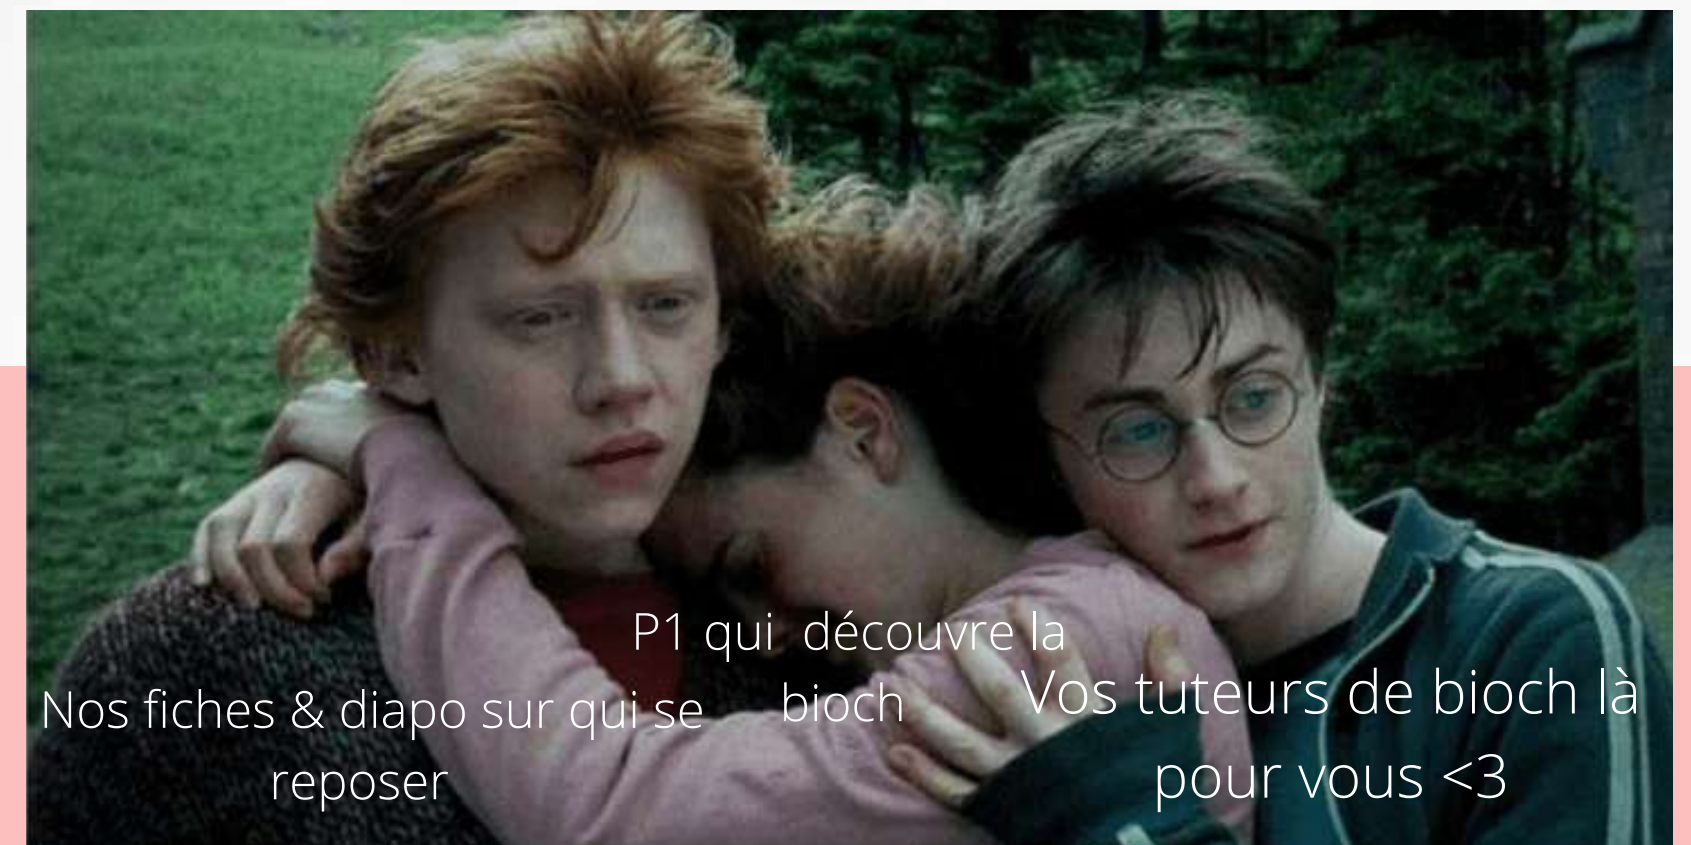 Nos fiches & diapo sur qui se
reposer
P1 qui  découvre la
bioch
Vos tuteurs de bioch là
pour vous <3